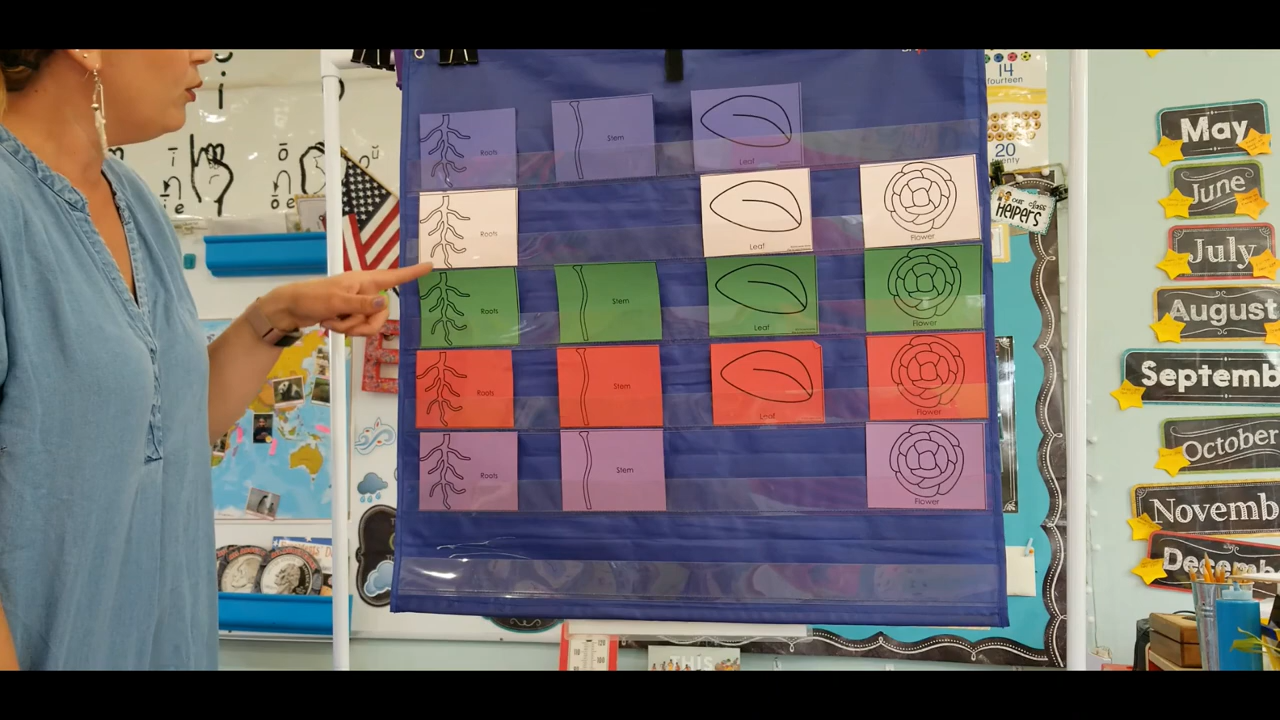 Roots
Stem
Leaf
Roots
Leaf
Flower
Roots
Stem
Leaf
Flower
Roots
Stem
Leaf
Flower
Roots
Stem
Flower
i
ĭ
ŏ
ŭ
14
fourteen
20
twenty
our class
HELPERS
May
June
July
August
Septemb
October
Novemb
Decemb
THIS